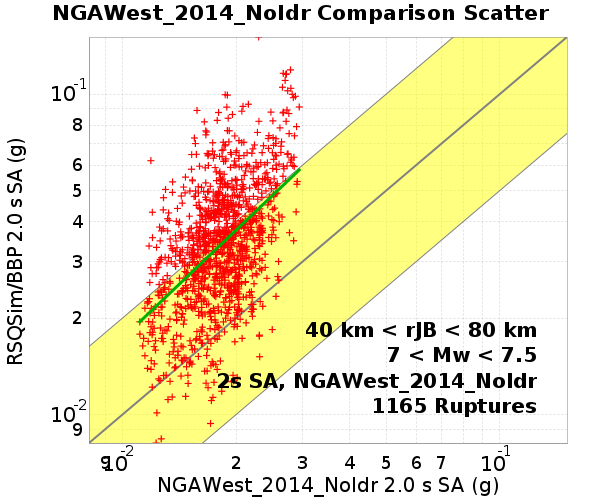 NGAWest_2014_NoIdr Comparison Scatter
RSQSim/BBP 2.0 s SA (g)
10-1
8
6
5
4
3
2
10-2
9
40 km < rJB < 80 km
7 < Mw < 7.5
2s SA, NGAWest_2014_NoIdr
1165 Ruptures
9 10-2 2 3 4 5 6 7 10-1
NGAWest_2014_NoIdr 2.0 s SA (g)